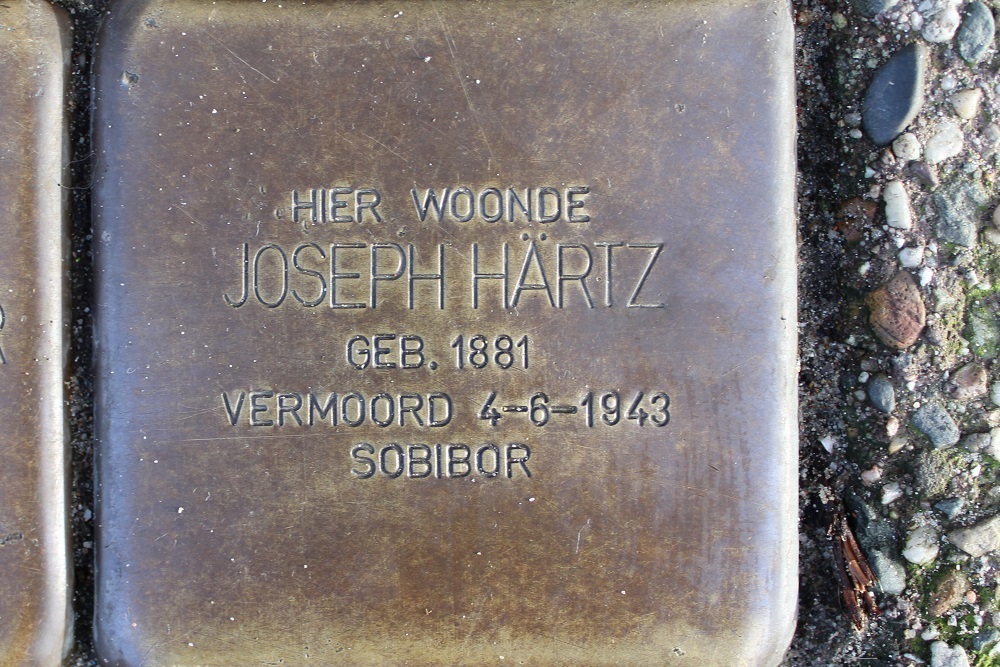 HIER WOONDE
JOSEPH HÄRTZ
GEB. 1881
VERMOORD 4-6-1943
SOBIBOR